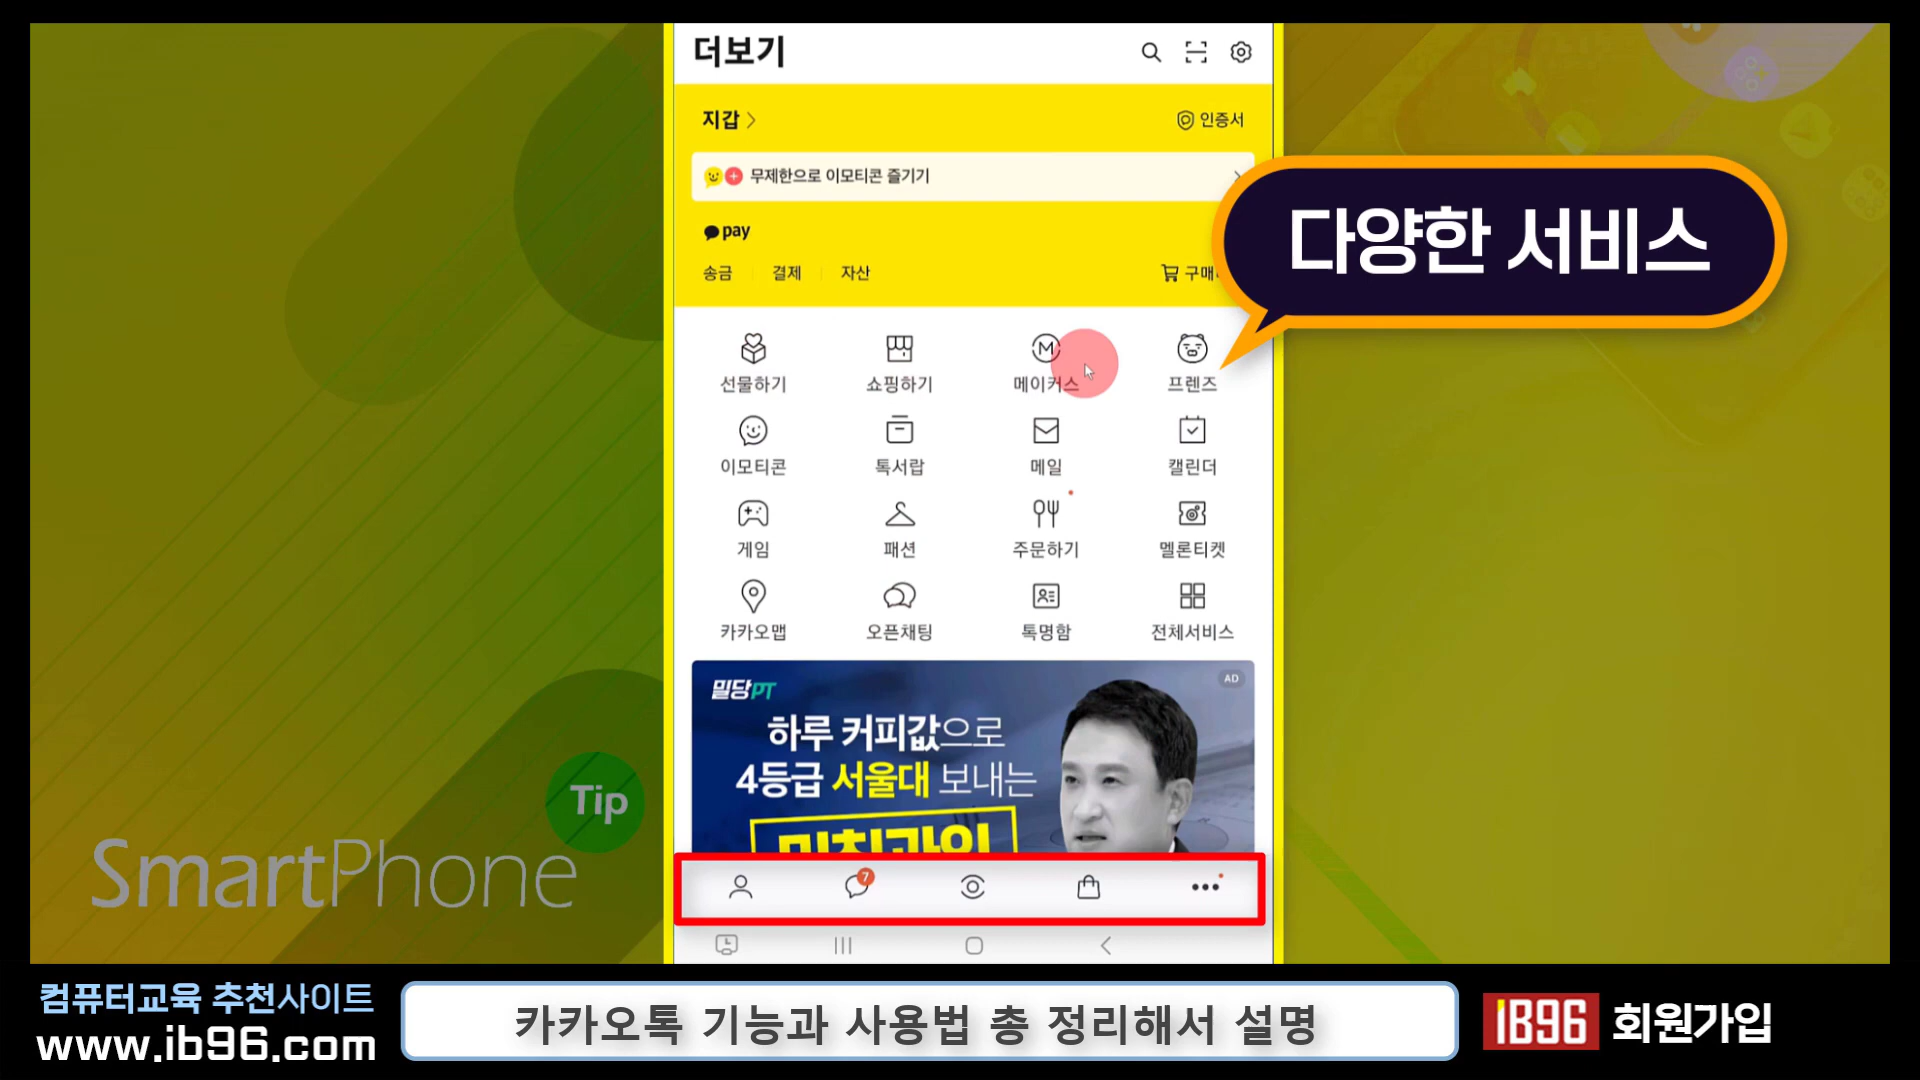 더보기
지갑 >
인증서
무제한으로 이모티콘 즐기기
pay
송금 결제 자산
구매
다양한 서비스
선물하기 쇼핑하기 메이커스 프렌즈
이모티콘 톡서랍 메일 캘린더
게임 패션 주문하기 멜론티켓
카카오맵 오픈채팅 톡명함 전체서비스
밀당PT
AD
하루 커피값으로
4등급 서울대 보내는
7
Tip
SmartPhone
컴퓨터교육 추천사이트
www.ib96.com
카카오톡 기능과 사용법 총 정리해서 설명
IB96 회원가입